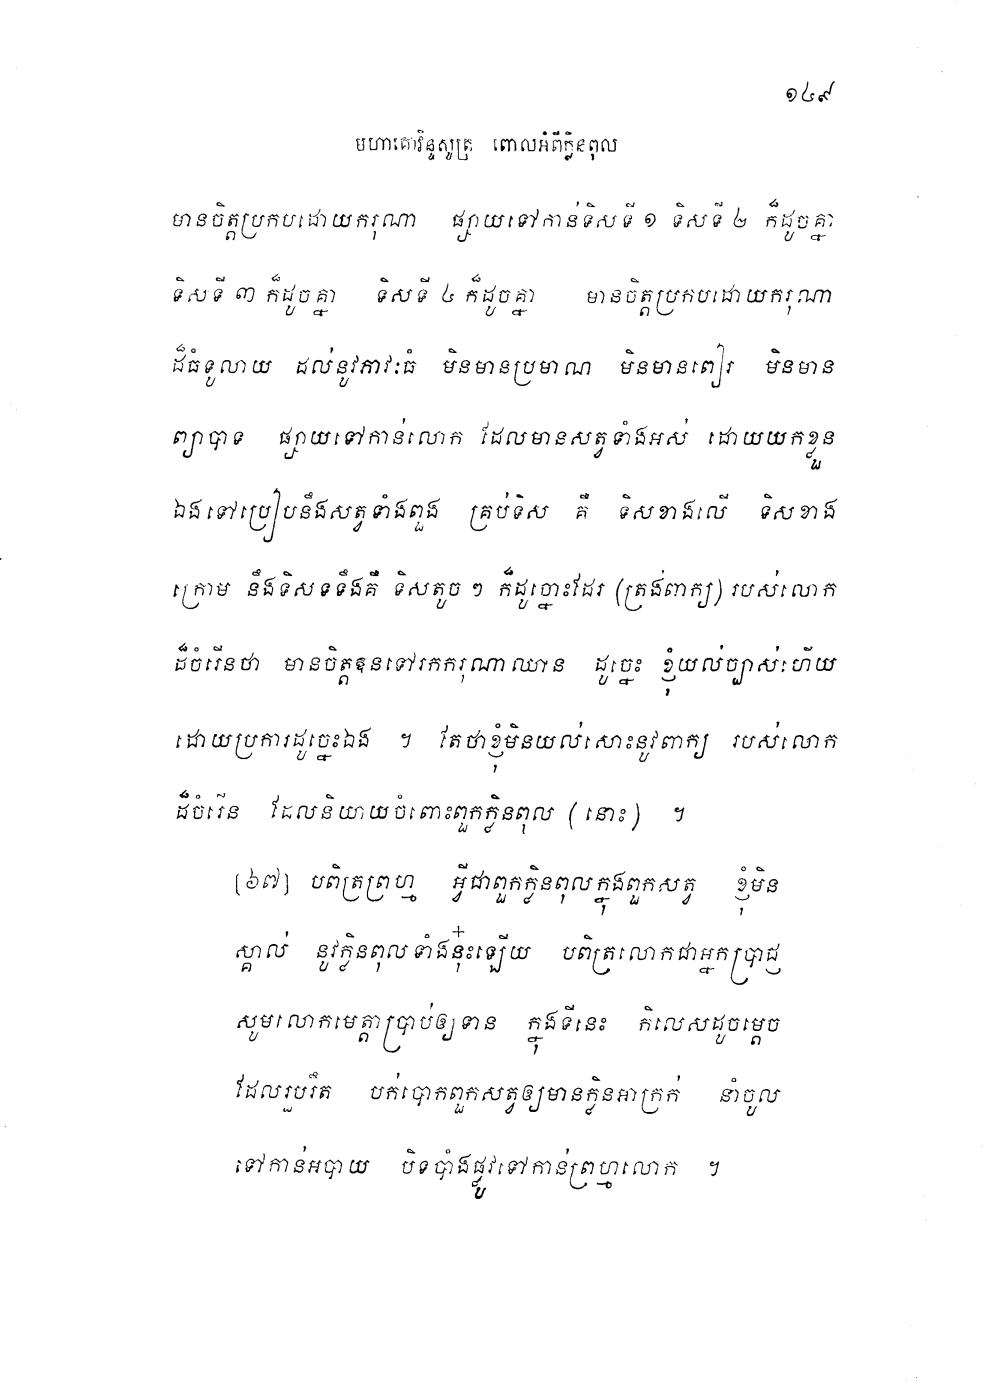 ១៤៩
មហាគោវិន្ទសូត្រ ពោលអំពីក្លិនពុល
មានចិត្តប្រកបដោយករុណា ផ្សាយទៅកាន់ទិសទី ១ ទិសទី ២ ក៏ដូចគ្នា
ទិសទី ៣ ក៏ដូចគ្នា ទិសទី ៤ ក៏ដូចគ្នា មានចិត្តប្រកបដោយករុណា
ដ៏ធំទូលាយ ដល់នូវភាវៈធំ មិនមានប្រមាណ មិនមានពៀរ មិនមាន
ព្យាបាទ ផ្សាយទៅកាន់លោក ដែលមានសត្វទាំងអស់ ដោយយកខ្លួន
ឯងទៅប្រៀបនឹងសត្វទាំងពួង គ្រប់ទិស គឺ ទិសខាងលើ ទិសខាង
ក្រោម នឹងទិសទទឹងគឺ ទិសតូច ៗ ក៏ដូច្នោះដែរ (ត្រង់ពាក្យ) របស់លោក
ដ៏ចំរើនថា មានចិត្តឱនទៅរកករុណាឈាន ដូច្នេះ ខ្ញុំយល់ច្បាស់ហើយ
ដោយប្រការដូច្នេះឯង ។ តែថាខ្ញុំមិនយល់សោះនូវពាក្យ របស់លោក
ដ៏ចំរើន ដែលនិយាយចំពោះពួកក្លិនពុល (នោះ) ។
[៦៧] បពិត្រព្រហ្ម អ្វីជាពួកក្លិនពុលក្នុងពួកសត្វ ខ្ញុំមិន
ស្គាល់ នូវក្លិនពុលទាំងនុ៎ះឡើយ បពិត្រលោកជាអ្នកប្រាជ្ញ
សូមលោកមេត្តាប្រាប់ឲ្យទាន ក្នុងទីនេះ កិលេសដូចម្តេច
ដែលរួបរឹត បក់បោកពួកសត្វឲ្យមានក្លិនអាក្រក់ នាំចូល
ទៅកាន់អបាយ បិទបាំងផ្លូវទៅកាន់ព្រហ្មលោក ។